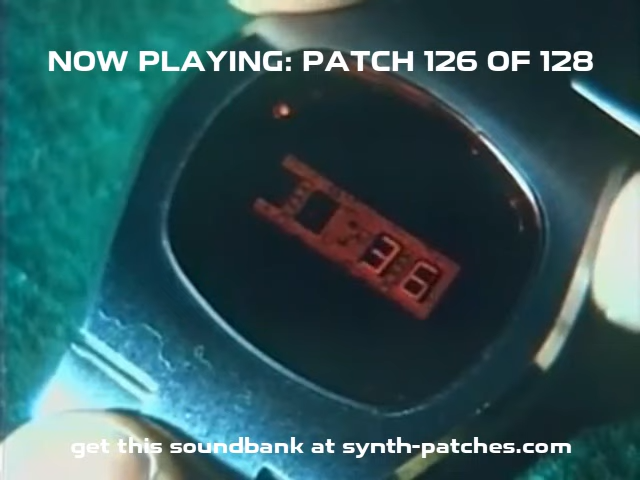 NOW PLAYING: PATCH 126 OF 128
36
get this soundbank at synth-patches.com